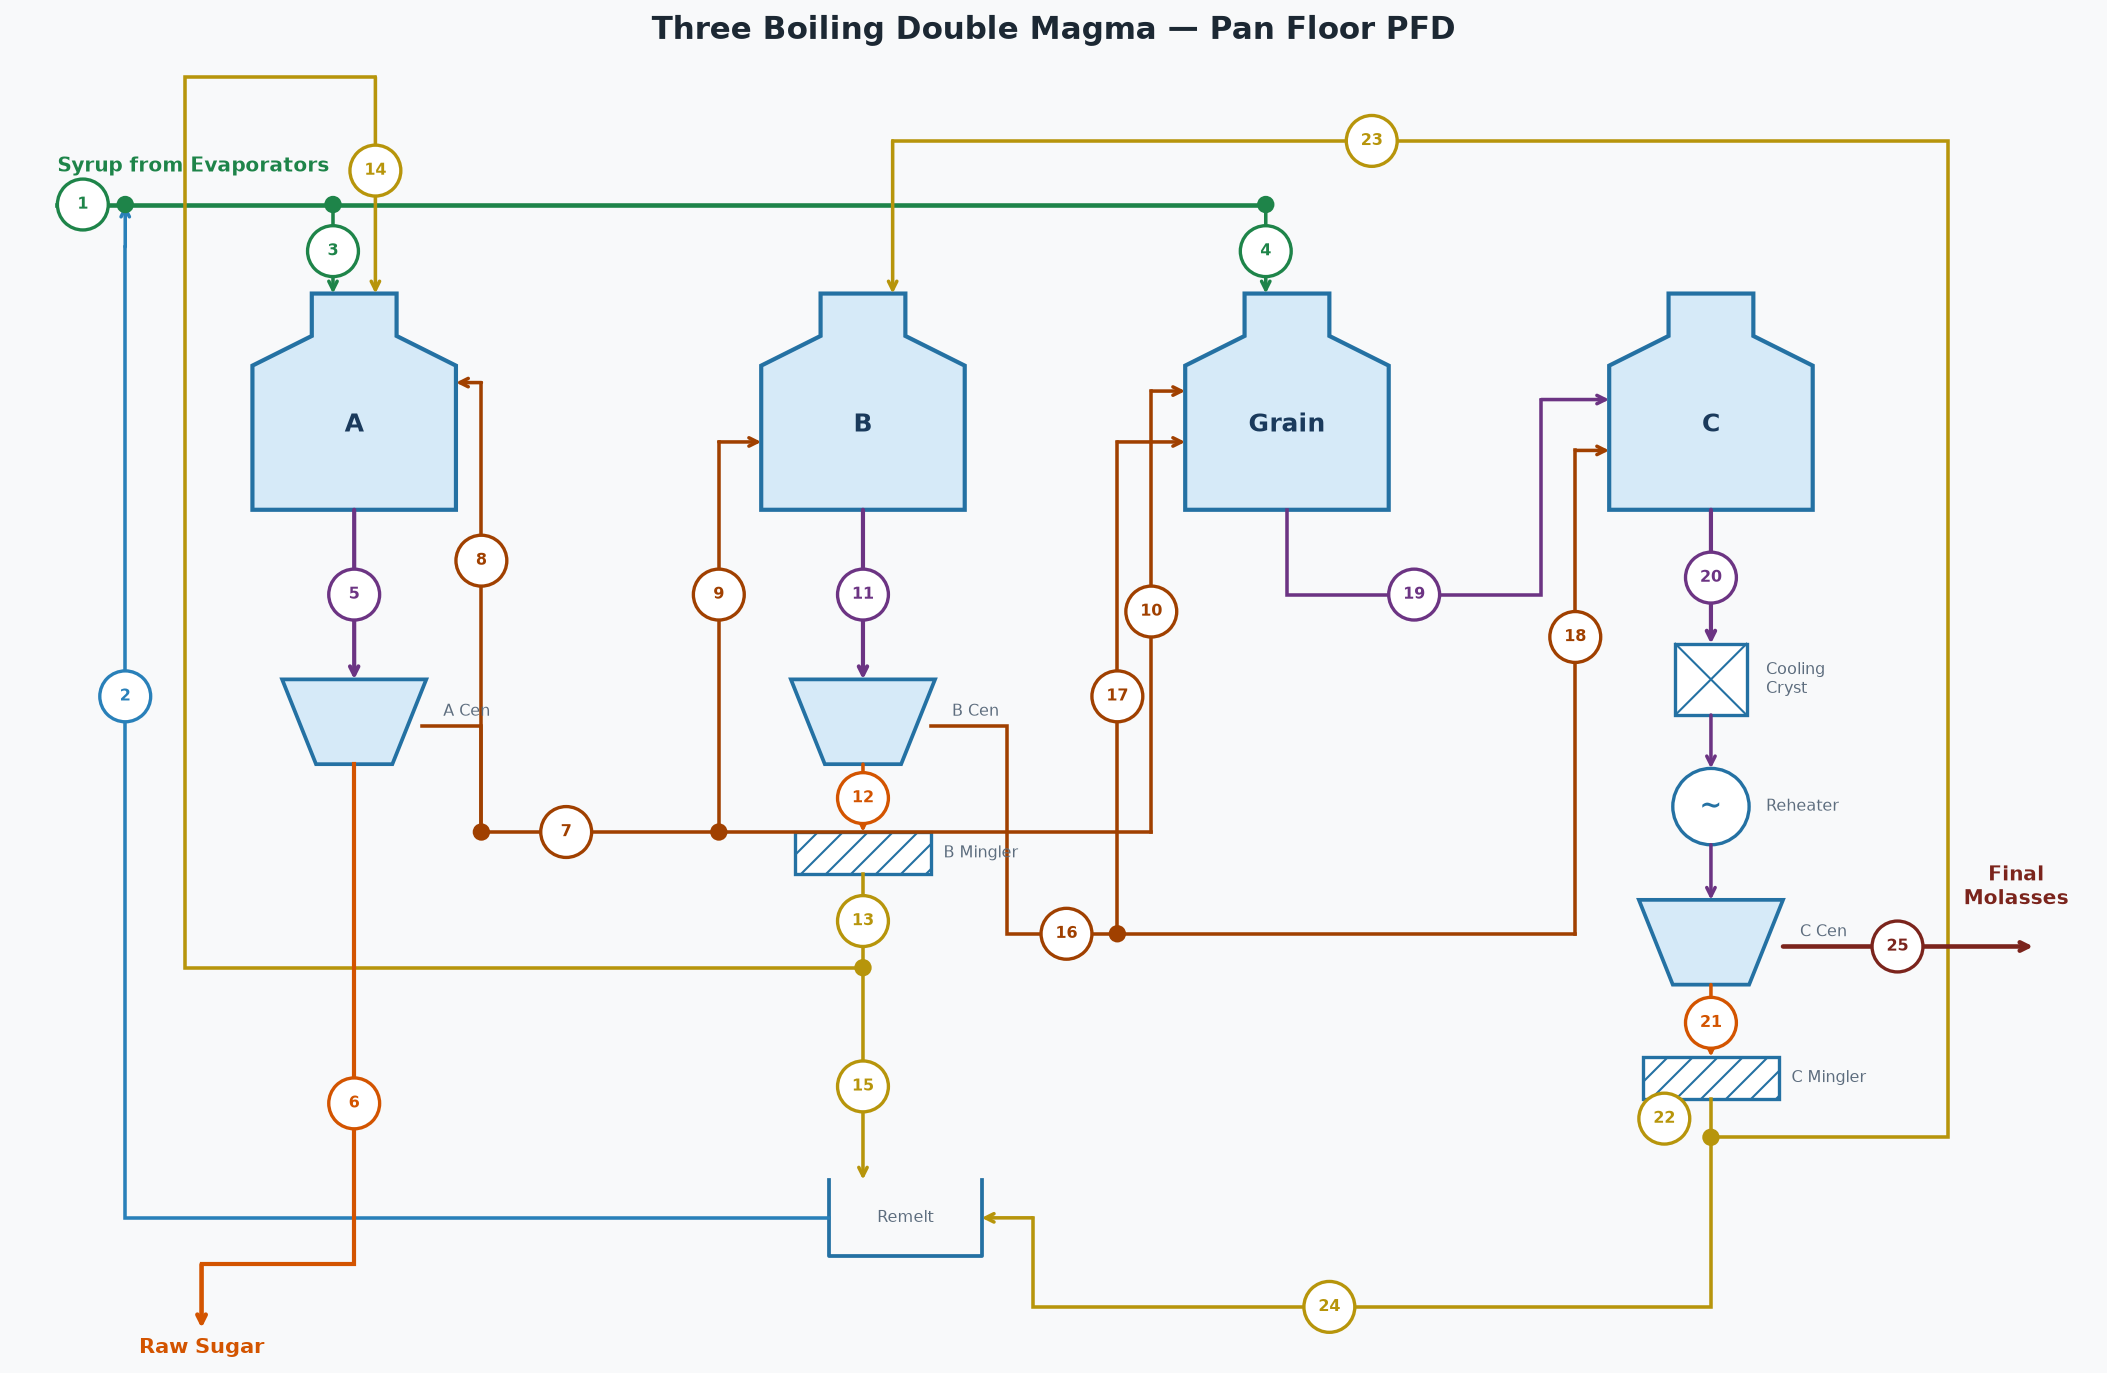 Three Boiling Double Magma — Pan Floor PFD
23
Syrup from Evaporators
14
1
3
4
A
B
Grain
C
8
20
5
9
11
19
10
18
2
17
Cooling
Cryst
A Cen
B Cen
12
~
Reheater
7
B Mingler
Final
Molasses
13
16
C Cen
25
21
C Mingler
15
6
22
Remelt
24
Raw Sugar